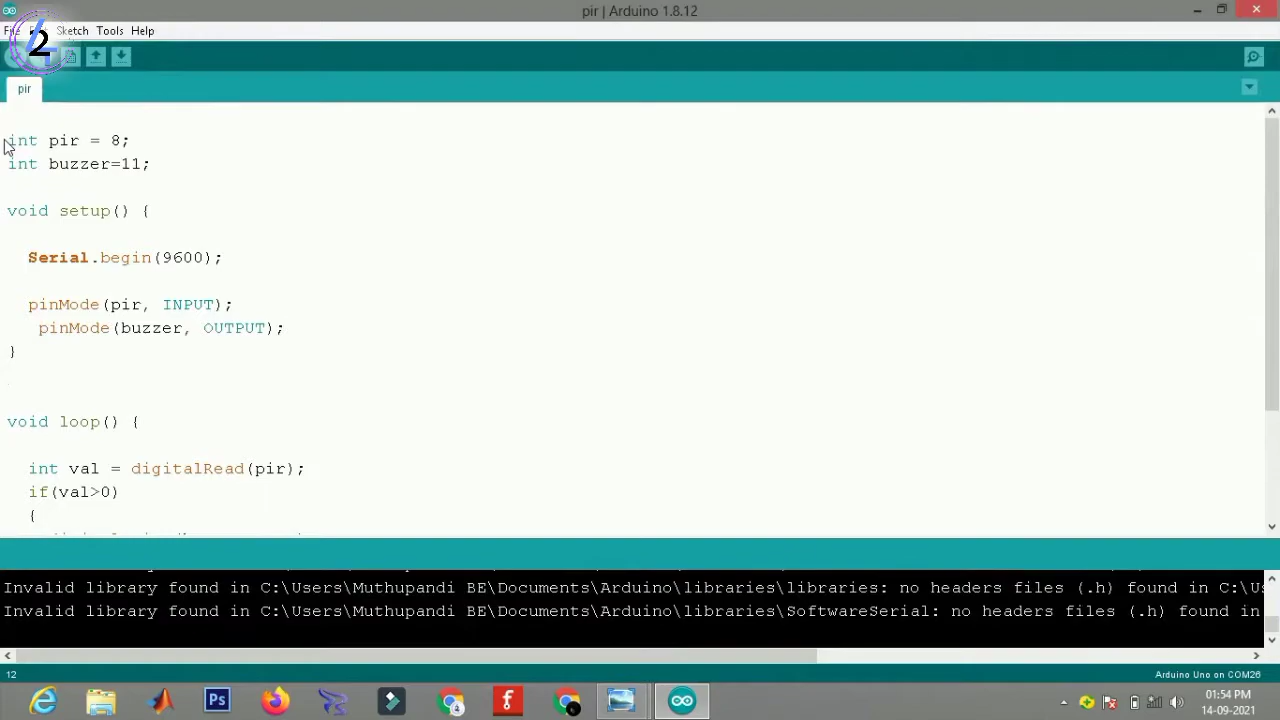 pir | Arduino 1.8.12
Sketch Tools Help
2
pir
int pir = 8;
int buzzer=11;
void setup() {
Serial.begin(9600);
pinMode(pir, INPUT);
pinMode(buzzer, OUTPUT);
}
void loop() {
int val = digitalRead(pir);
if(val>0)
{
Invalid library found in C:\Users\Muthupandi BE\Documents\Arduino\libraries\libraries: no headers files (.h) found in C:\Us
Invalid library found in C:\Users\Muthupandi BE\Documents\Arduino\libraries\SoftwareSerial: no headers files (.h) found in
12
Arduino Uno on COM26
Ps
f
01:54 PM
14-09-2021